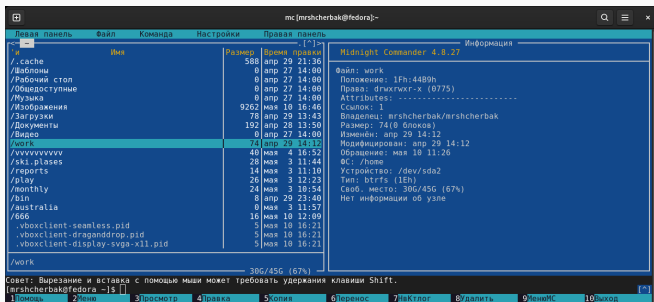 mc [mrshcherbak@fedora]:~
Левая панель Файл Команда Настройки Правая панель
<- ~ .[^]>
'и Имя Размер Время правки
/.cache 588 апр 29 21:36
/Шаблоны 0 апр 27 14:00
/Рабочий стол 0 апр 27 14:00
/Общедоступные 0 апр 27 14:00
/Музыка 0 апр 27 14:00
/Изображения 9262 мая 10 16:46
/Загрузки 78 апр 29 13:43
/Документы 192 апр 28 13:50
/Видео 0 апр 27 14:00
/work 74 апр 29 14:12
/vvvvvvvvvv 40 мая 4 16:52
/ski.plases 28 мая 3 11:44
/reports 14 мая 3 11:10
/play 26 мая 3 12:23
/monthly 24 мая 3 10:54
/bin 8 апр 29 23:40
/australia 0 мая 3 11:57
/666 16 мая 10 12:09
.vboxclient-seamless.pid 5 мая 10 16:21
.vboxclient-draganddrop.pid 5 мая 10 16:21
.vboxclient-display-svga-x11.pid 5 мая 10 16:21
/work
30G/45G (67%)
Информация
Midnight Commander 4.8.27
Файл: work
Положение: 1Fh:44B9h
Права: drwxrwxr-x (0775)
Attributes: ------------------------
Ссылок: 1
Владелец: mrshcherbak/mrshcherbak
Размер: 74(0 блоков)
Изменён: апр 29 14:12
Модифицирован: апр 29 14:12
Обращение: мая 10 11:26
ФС: /home
Устройство: /dev/sda2
Тип: btrfs (1Eh)
Своб. место: 30G/45G (67%)
Нет информации об узле
Совет: Вырезание и вставка с помощью мыши может требовать удержания клавиши Shift.
[mrshcherbak@fedora ~]$ [^]
1Помощь 2Меню 3Просмотр 4Правка 5Копия 6Перенос 7НвКтлог 8Удалить 9МенюМС 10Выход